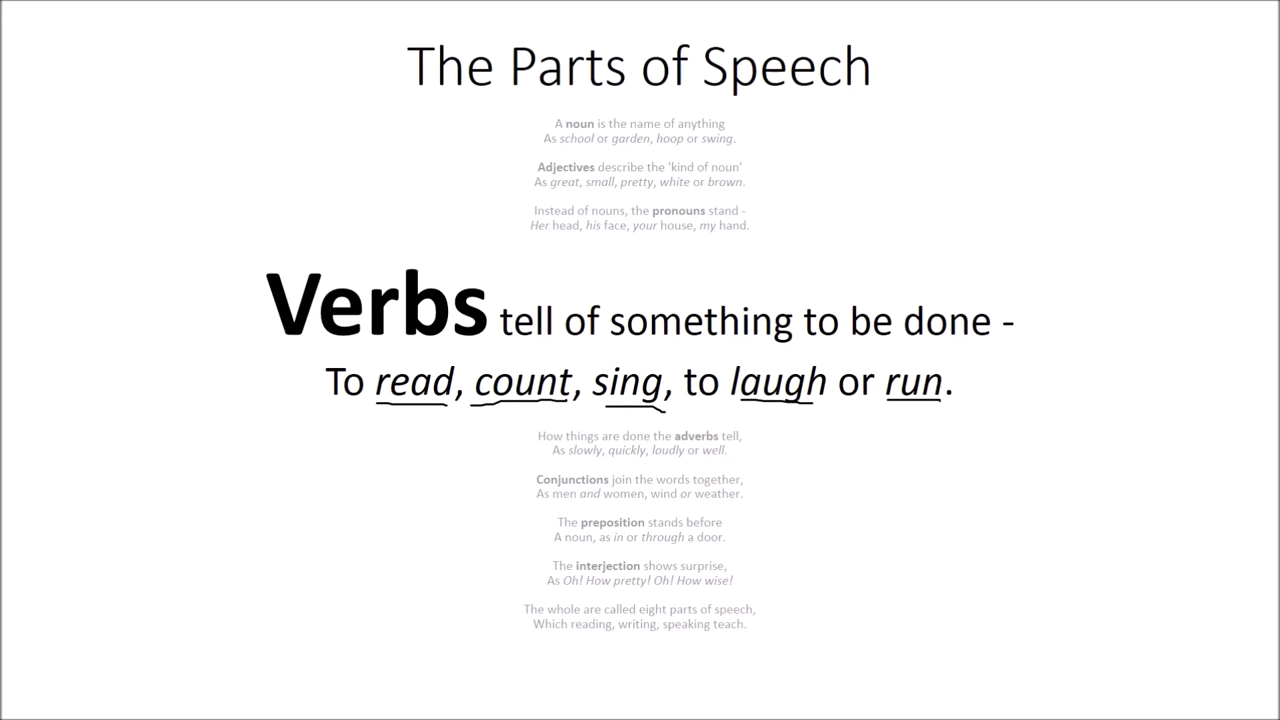 The Parts of Speech
A noun is the name of anything
As school or garden, hoop or swing.
Adjectives describe the 'kind of noun'
As great, small, pretty, white or brown.
Instead of nouns, the pronouns stand -
Her head, his face, your house, my hand.
Verbs tell of something to be done -
To read, count, sing, to laugh or run.
How things are done the adverbs tell,
As slowly, quickly, loudly or well.
Conjunctions join the words together,
As men and women, wind or weather.
The preposition stands before
A noun, as in or through a door.
The interjection shows surprise,
As Oh! How pretty! Oh! How wise!
The whole are called eight parts of speech,
Which reading, writing, speaking teach.